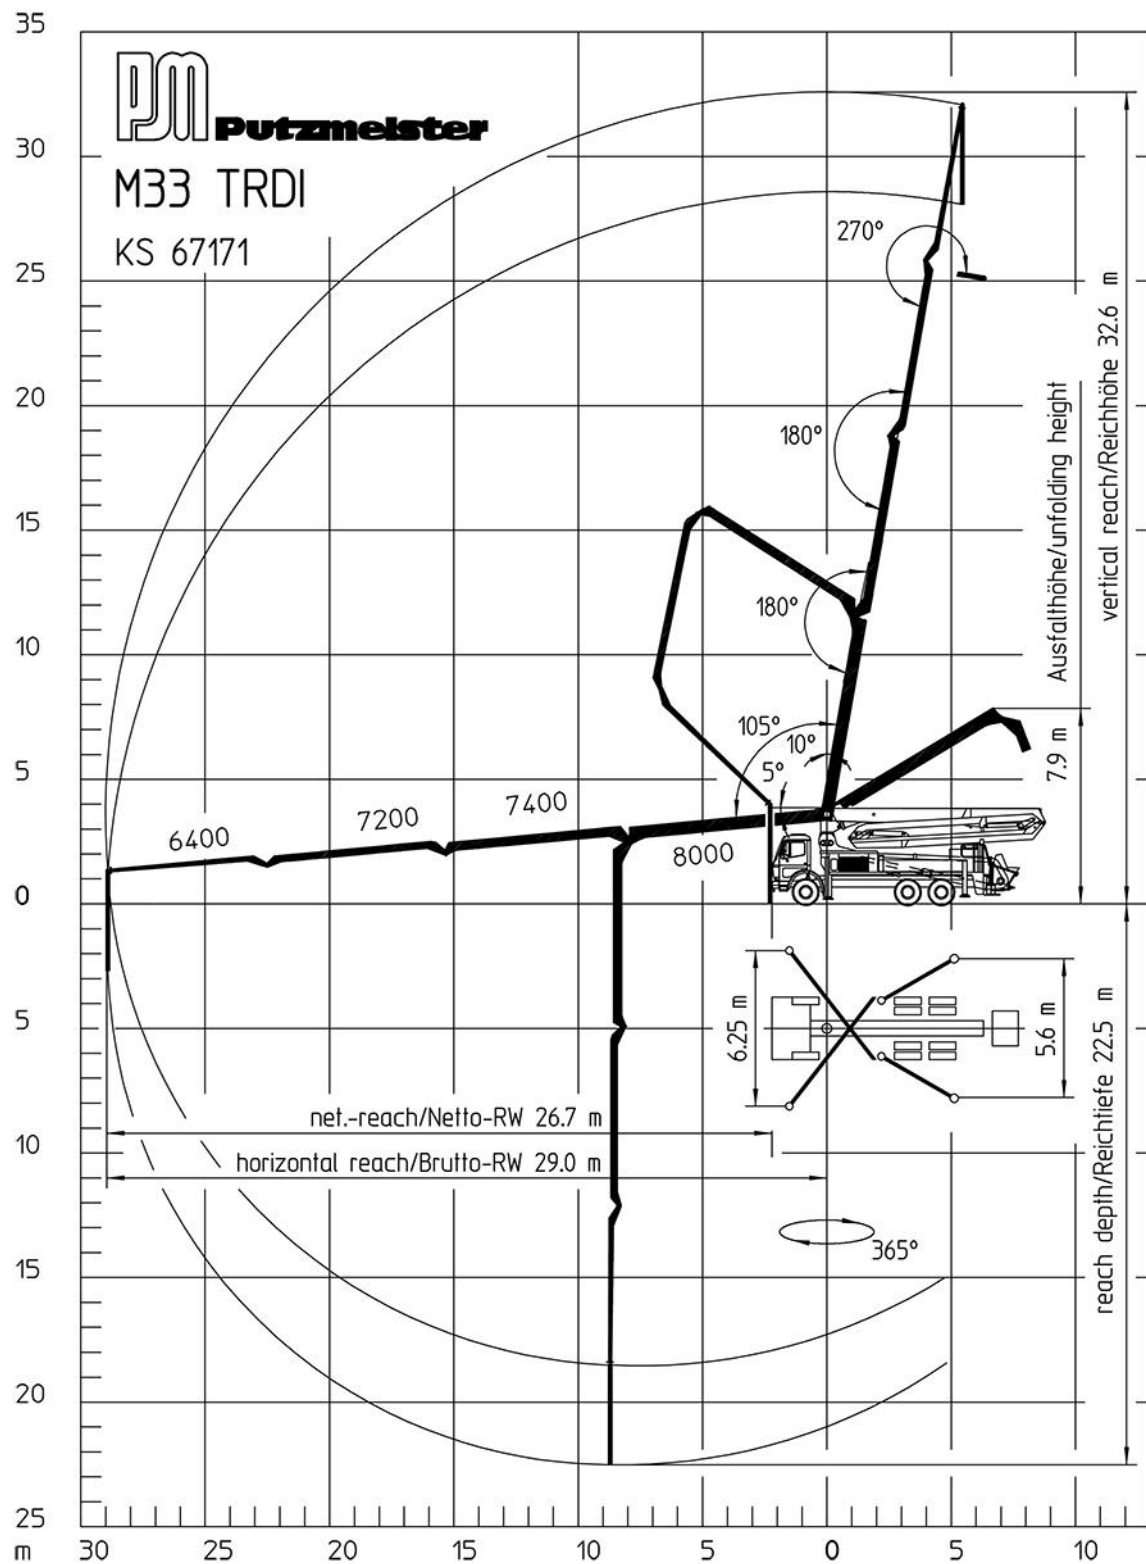 35
30
25
20
15
10
5
0
5
10
15
20
25
m
30
25
20
15
10
5
0
5
10
PM
Putzmeister
M33 TRDI
KS 67171
270°
180°
180°
105°
10°
5°
6400
7200
7400
8000
Ausfalthöhe/unfolding height
7.9 m
vertical reach/Reichhöhe 32.6 m
6.25 m
5.6 m
net.-reach/Netto-RW 26.7 m
horizontal reach/Brutto-RW 29.0 m
365°
reach depth/Reichtiefe 22.5 m